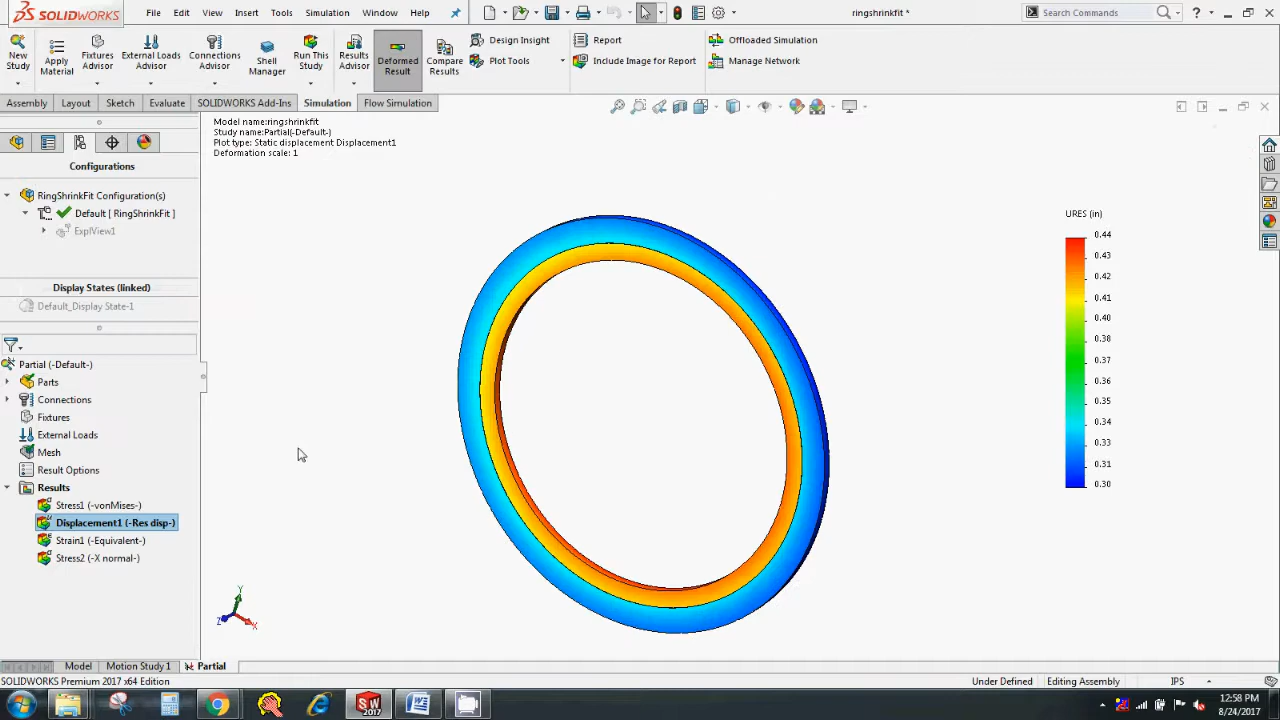 SOLIDWORKS
File Edit View Insert Tools Simulation Window Help
ringshrinkfit *
Search Commands
New Study
Apply Material
Fixtures Advisor
External Loads Advisor
Connections Advisor
Shell Manager
Run This Study
Results Advisor
Deformed Result
Compare Results
Design Insight
Plot Tools
Report
Include Image for Report
Offloaded Simulation
Manage Network
Assembly Layout Sketch Evaluate SOLIDWORKS Add-Ins Simulation Flow Simulation
Model name:ringshrinkfit
Study name:Partial(-Default-)
Plot type: Static displacement Displacement1
Deformation scale: 1
Configurations
RingShrinkFit Configuration(s)
Default [ RingShrinkFit ]
ExplView1
Display States (linked)
Default_Display State-1
Partial (-Default-)
Parts
Connections
Fixtures
External Loads
Mesh
Result Options
Results
Stress1 (-vonMises-)
Displacement1 (-Res disp-)
Strain1 (-Equivalent-)
Stress2 (-X normal-)
URES (in)
0.44
0.43
0.42
0.41
0.40
0.38
0.37
0.36
0.35
0.34
0.33
0.31
0.30
Y
Z
X
Model Motion Study 1 Partial
SOLIDWORKS Premium 2017 x64 Edition
Under Defined Editing Assembly IPS
SW 2017
12:58 PM
8/24/2017